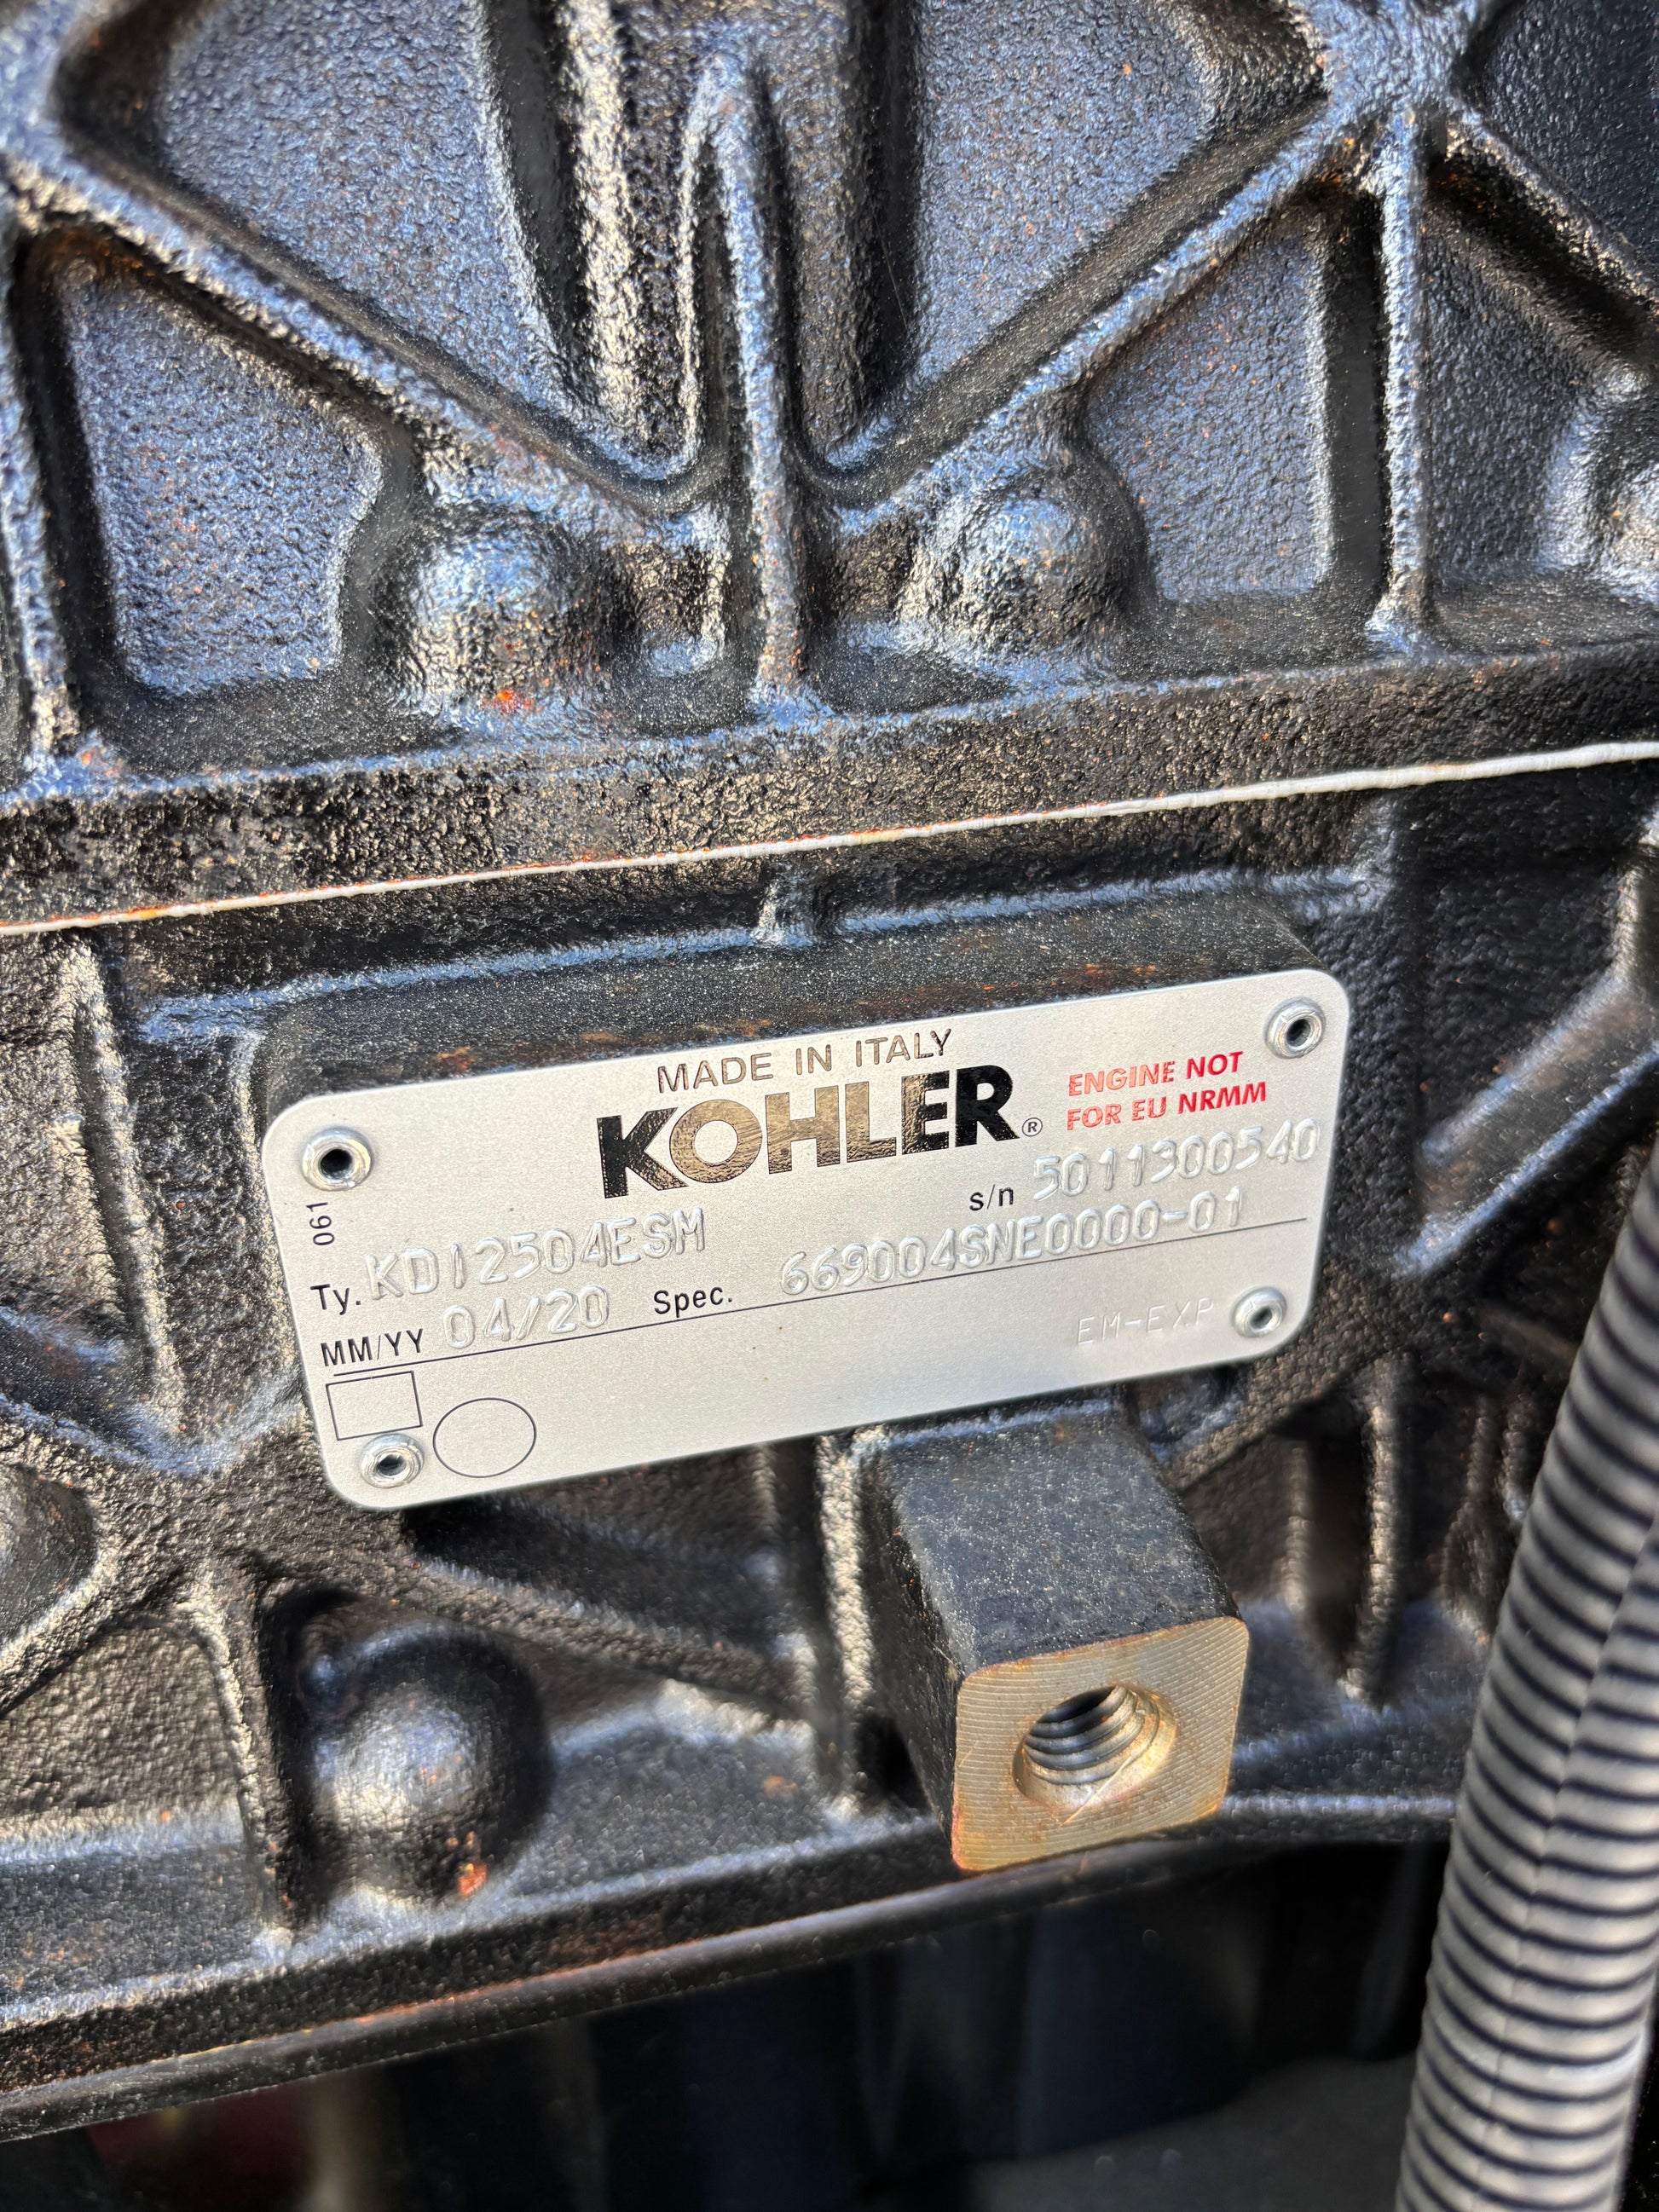 MADE IN ITALY
KOHLER®
ENGINE NOT
FOR EU NRMM
061
s/n 5011300540
Ty. KDI2504ESM
MM/YY 04/20 Spec. 669004SNE0000-01
EM-EXP